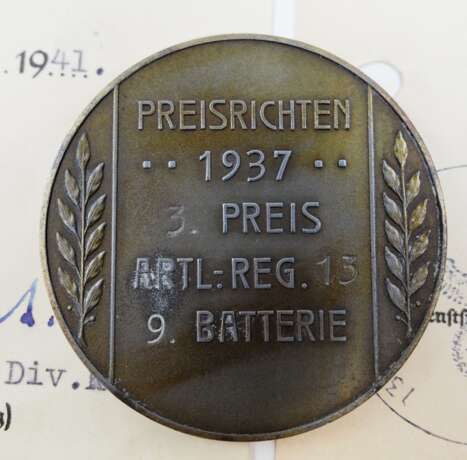 1941.
PREISRICHTEN
·· 1937 ··
3. PREIS
ARTL.-REG. 13
9. BATTERIE
Div.